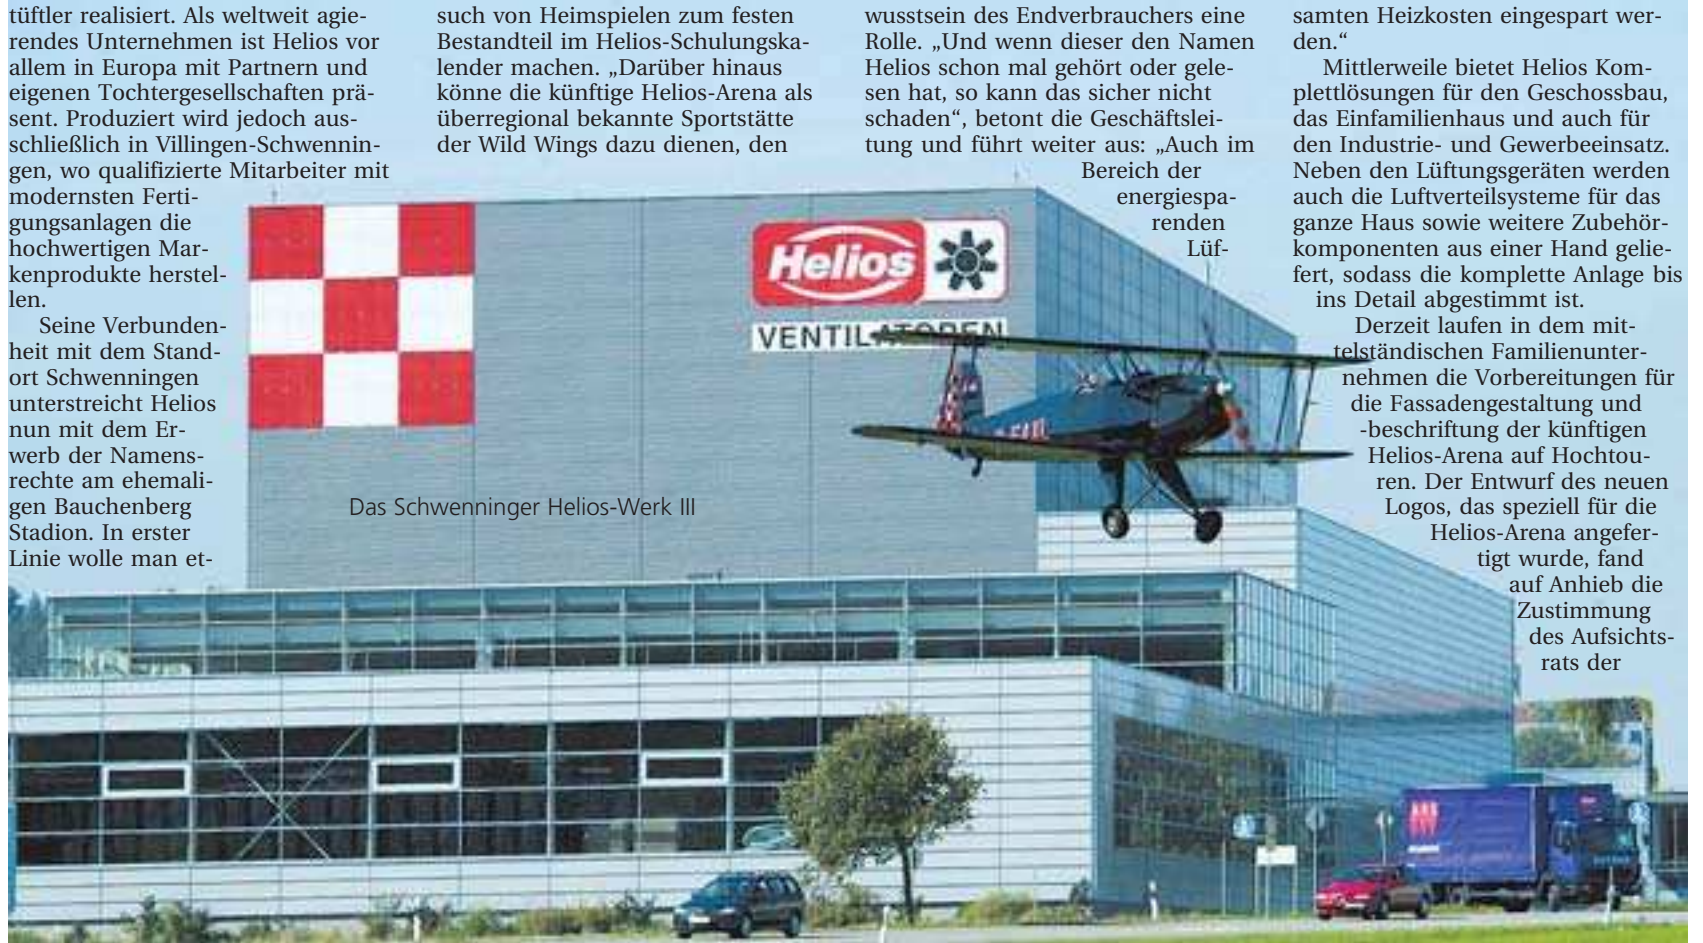 tüftler realisiert. Als weltweit agie-
rendes Unternehmen ist Helios vor
allem in Europa mit Partnern und
eigenen Tochtergesellschaften prä-
sent. Produziert wird jedoch aus-
schließlich in Villingen-Schwennin-
gen, wo qualifizierte Mitarbeiter mit
modernsten Ferti-
gungsanlagen die
hochwertigen Mar-
kenprodukte herstel-
len.
Seine Verbunden-
heit mit dem Stand-
ort Schwenningen
unterstreicht Helios
nun mit dem Er-
werb der Namens-
rechte am ehemali-
gen Bauchenberg
Stadion. In erster
Linie wolle man et-
such von Heimspielen zum festen
Bestandteil im Helios-Schulungska-
lender machen. „Darüber hinaus
könne die künftige Helios-Arena als
überregional bekannte Sportstätte
der Wild Wings dazu dienen, den
wusstsein des Endverbrauchers eine
Rolle. „Und wenn dieser den Namen
Helios schon mal gehört oder gele-
sen hat, so kann das sicher nicht
schaden“, betont die Geschäftslei-
tung und führt weiter aus: „Auch im
Bereich der
energiespa-
renden
Lüf-
samten Heizkosten eingespart wer-
den.“
Mittlerweile bietet Helios Kom-
plettlösungen für den Geschossbau,
das Einfamilienhaus und auch für
den Industrie- und Gewerbeeinsatz.
Neben den Lüftungsgeräten werden
auch die Luftverteilsysteme für das
ganze Haus sowie weitere Zubehör-
komponenten aus einer Hand gelie-
fert, sodass die komplette Anlage bis
ins Detail abgestimmt ist.
Derzeit laufen in dem mit-
telständischen Familienunter-
nehmen die Vorbereitungen für
die Fassadengestaltung und
-beschriftung der künftigen
Helios-Arena auf Hochtou-
ren. Der Entwurf des neuen
Logos, das speziell für die
Helios-Arena angefer-
tigt wurde, fand
auf Anhieb die
Zustimmung
des Aufsichts-
rats der
Helios
VENTILATOREN
Das Schwenninger Helios-Werk III